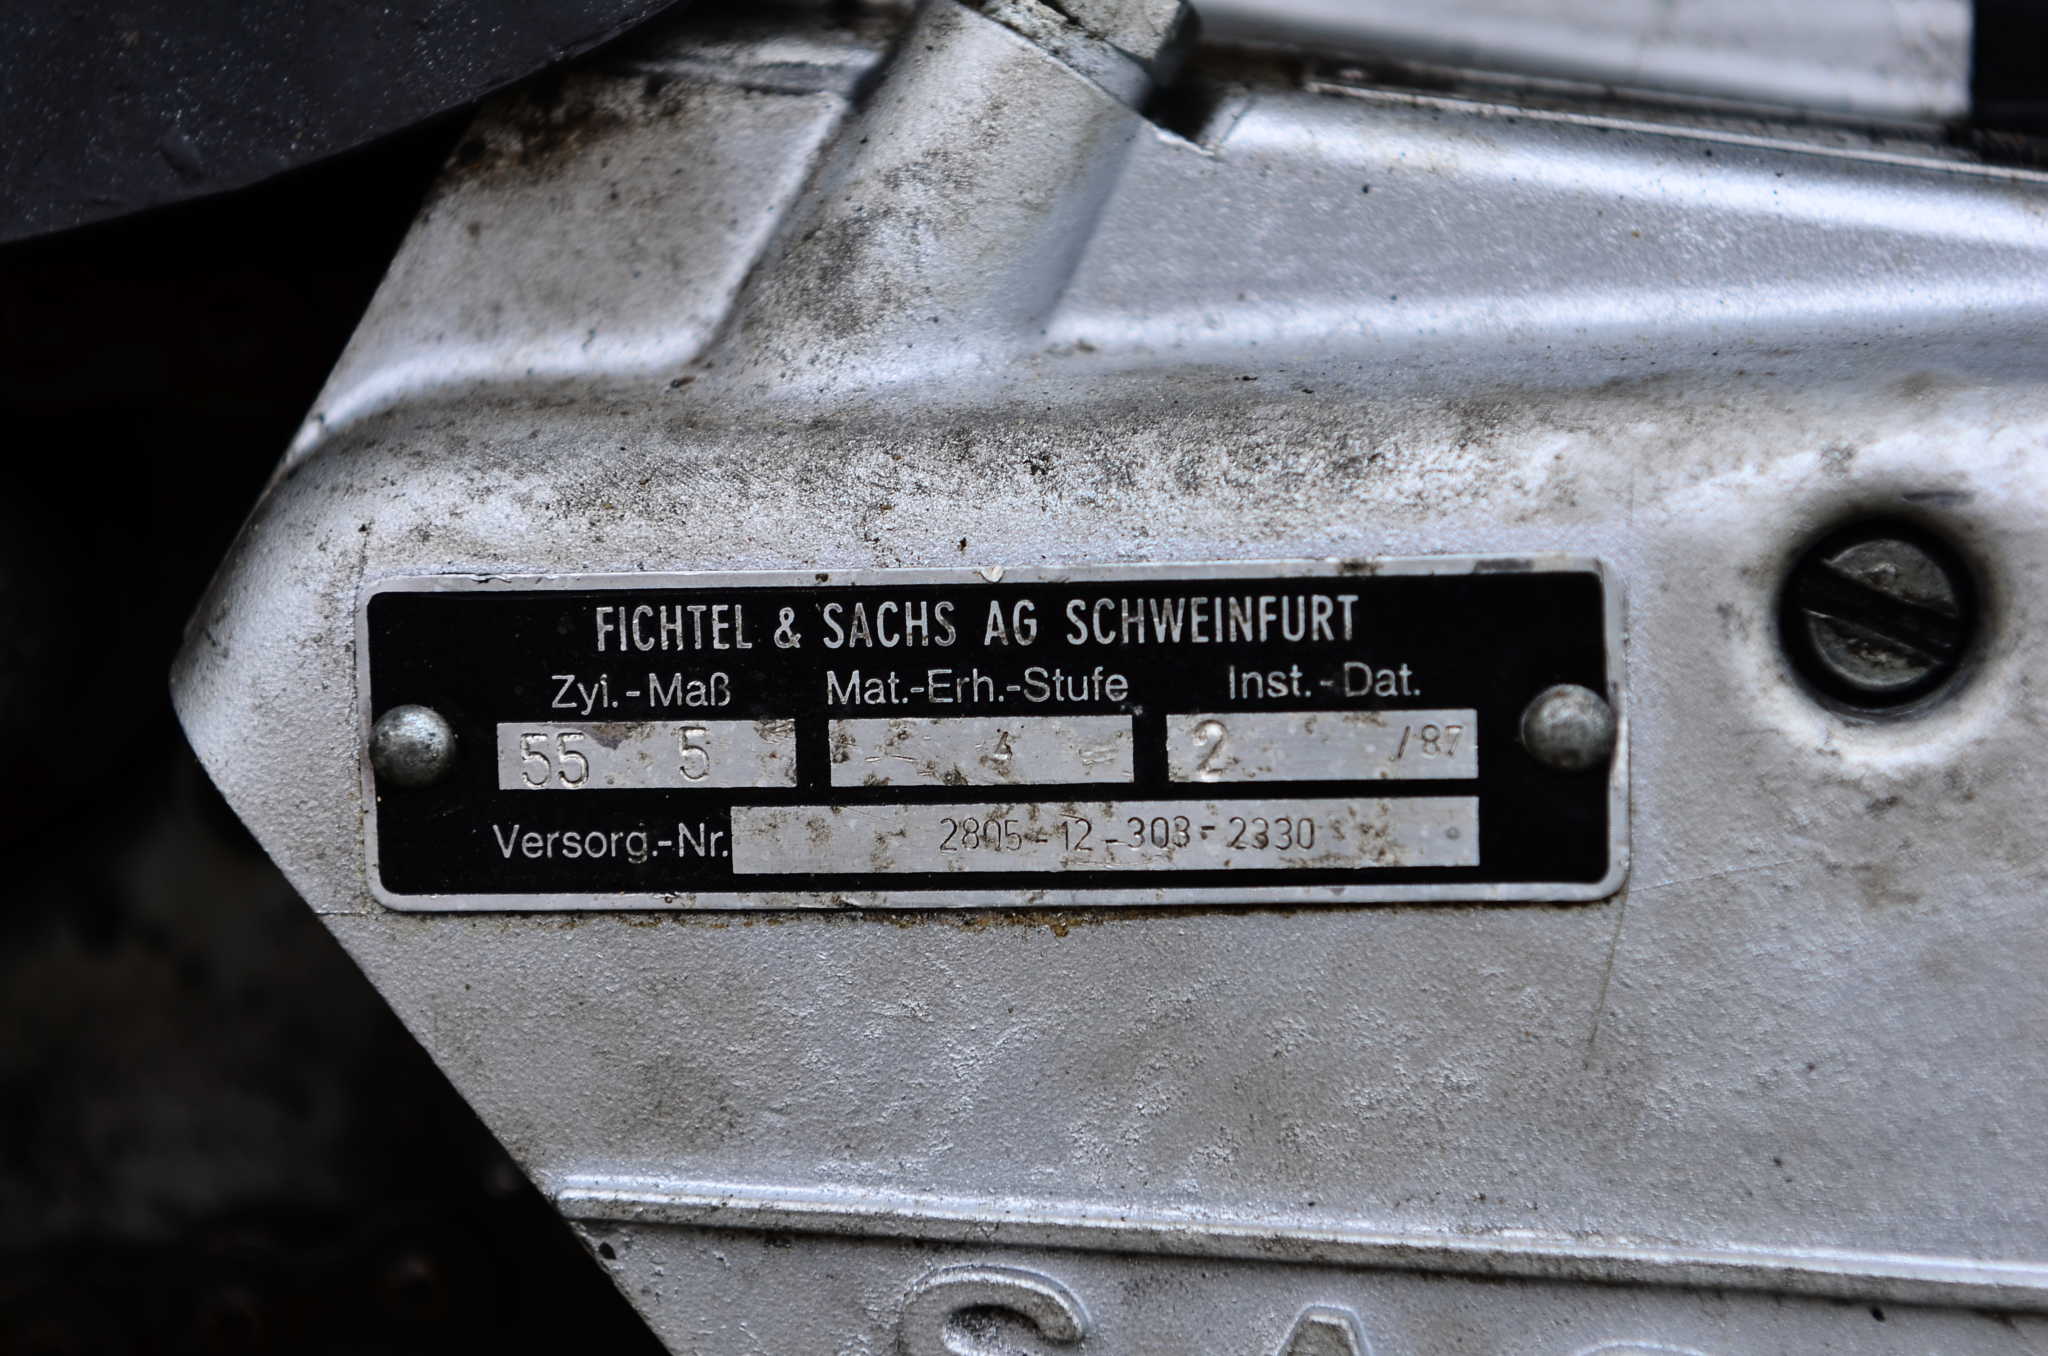 FICHTEL & SACHS AG SCHWEINFURT
Zyl.-Maß Mat.-Erh.-Stufe Inst.-Dat.
55 5 - 4 = 2 /87
Versorg.-Nr. 2805-12-303-2330
SAC